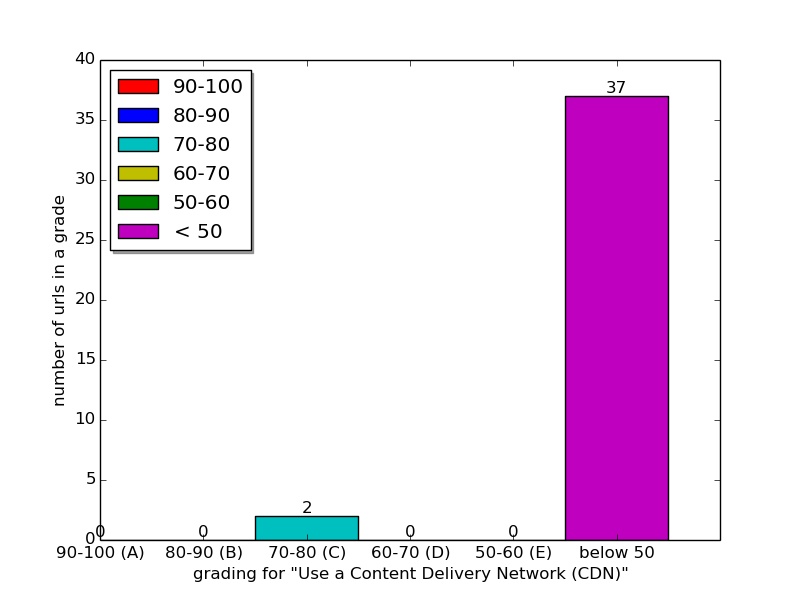 40
35
30
25
20
15
10
5
0
number of urls in a grade
90-100
80-90
70-80
60-70
50-60
< 50
0
0
2
0
0
37
90-100 (A)
80-90 (B)
70-80 (C)
60-70 (D)
50-60 (E)
below 50
grading for "Use a Content Delivery Network (CDN)"